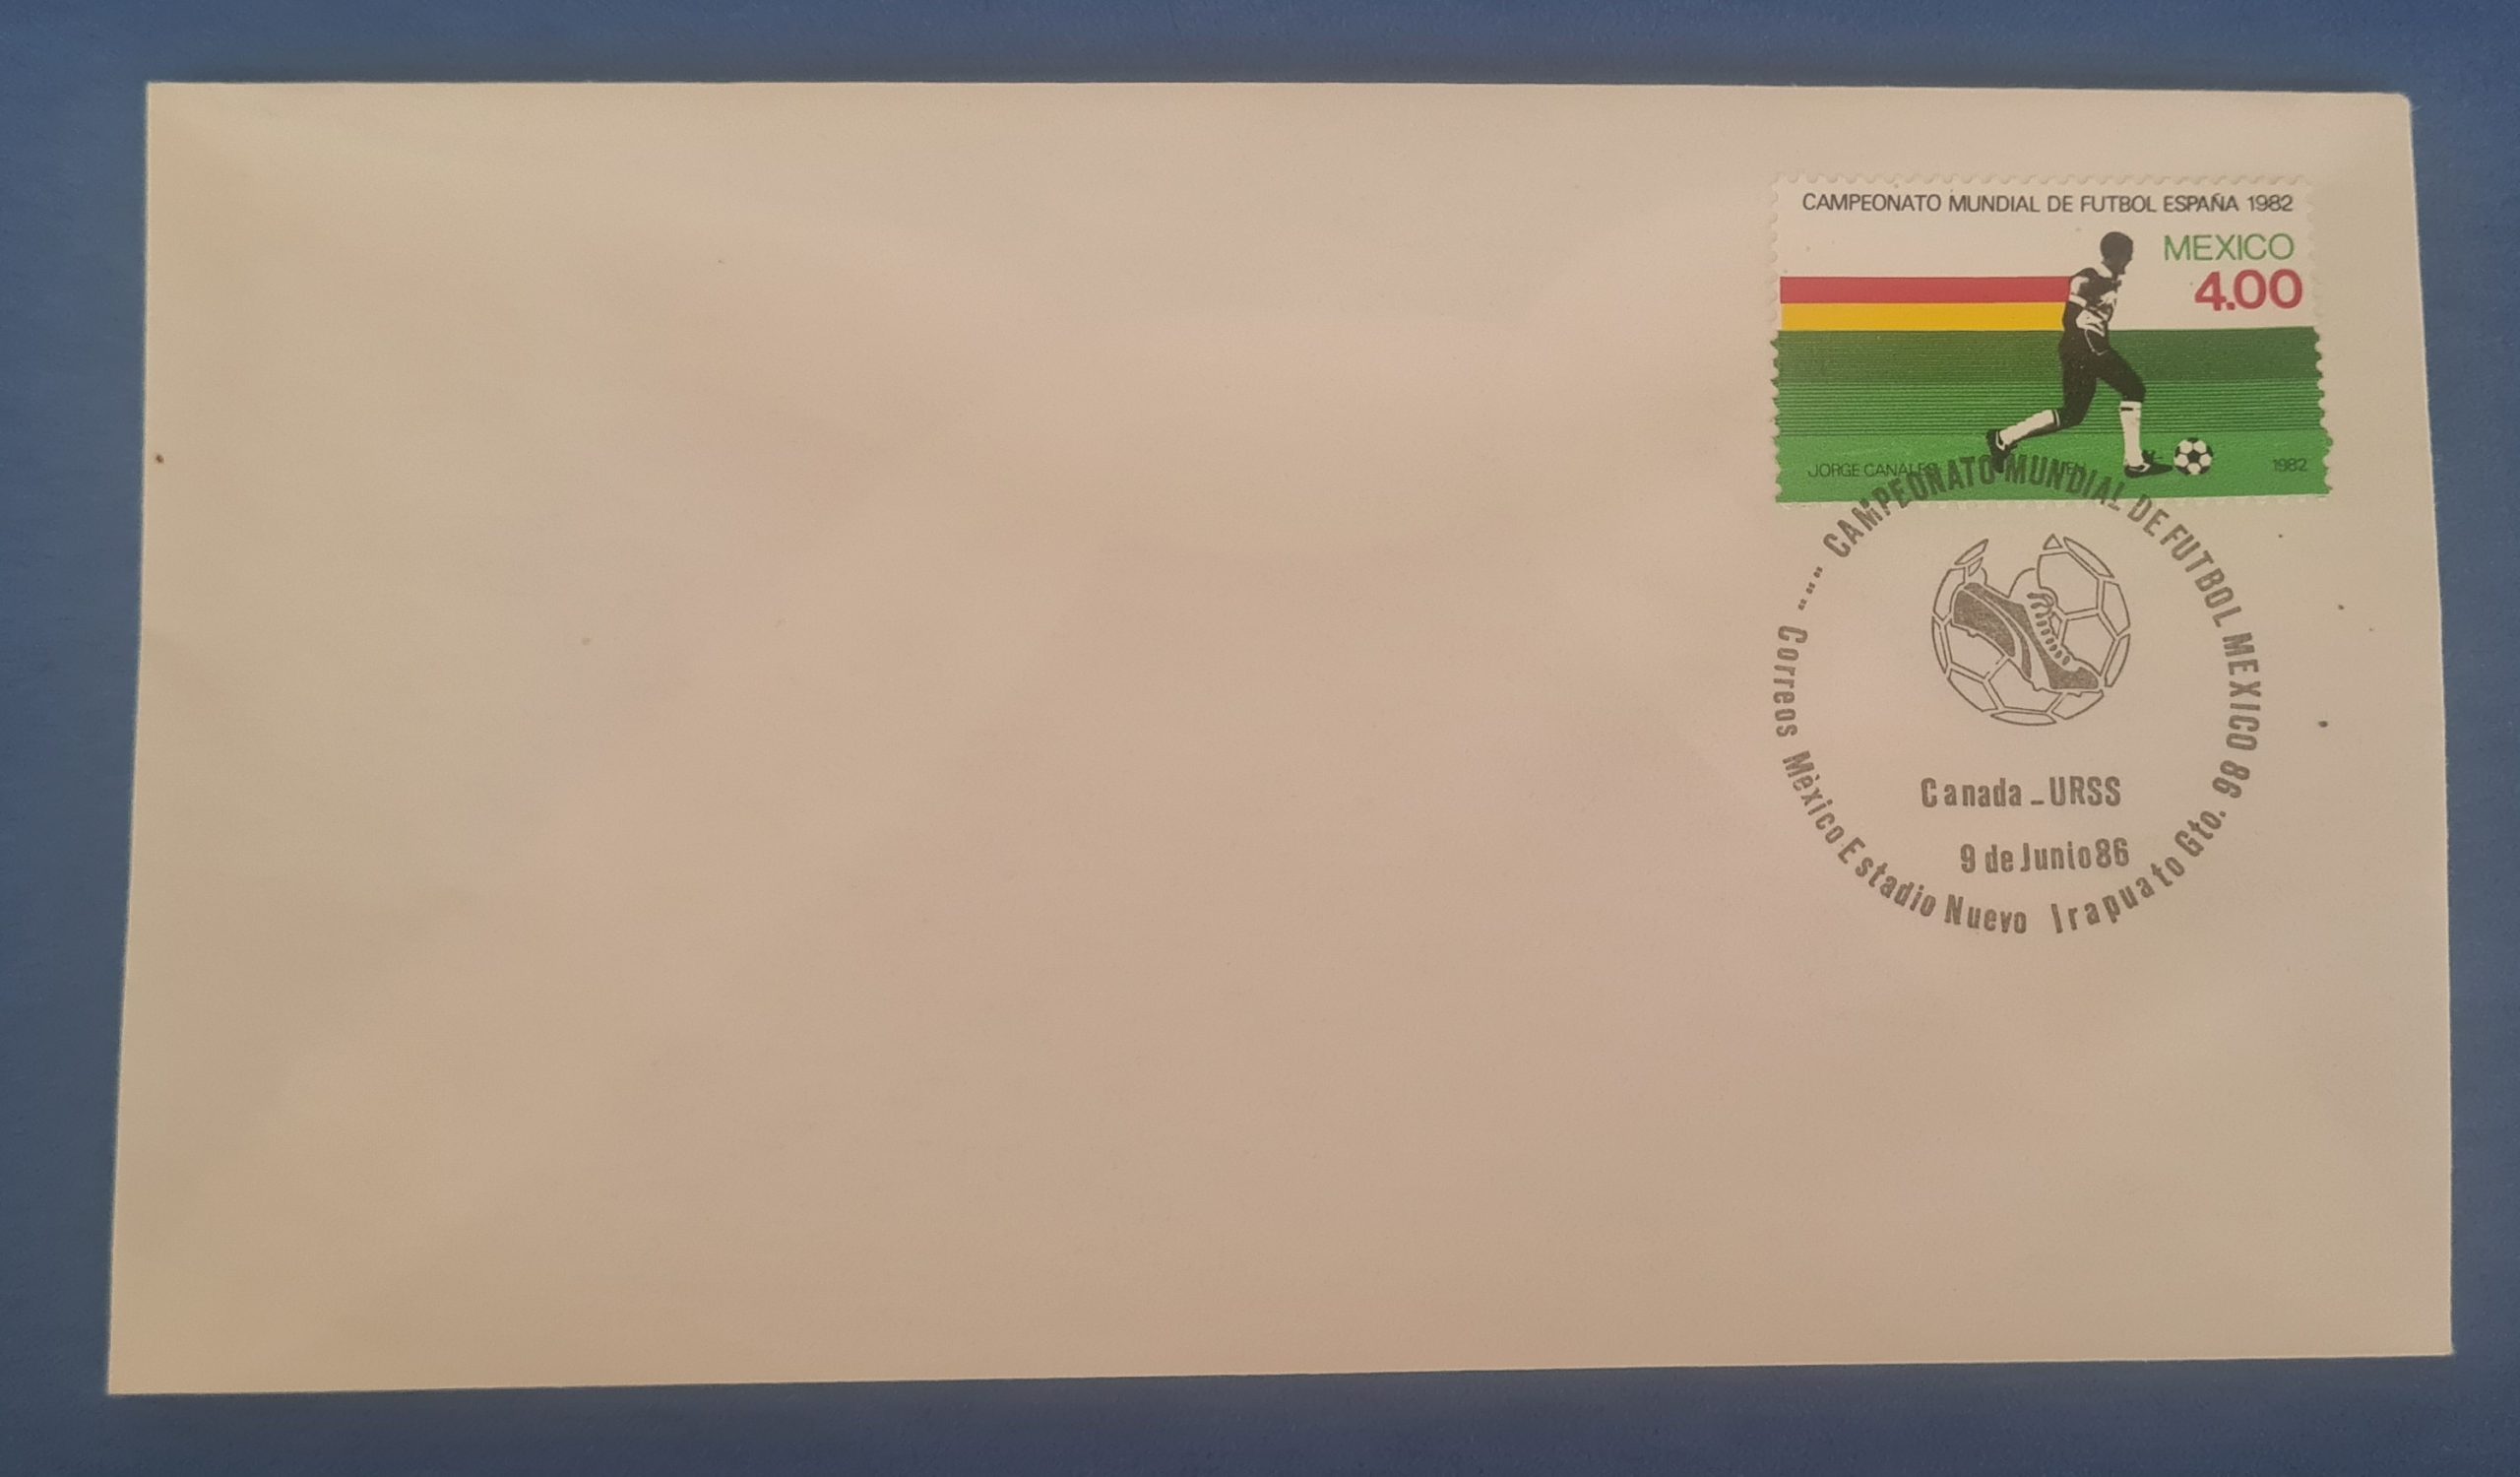 CAMPEONATO MUNDIAL DE FUTBOL ESPAÑA 1982
MEXICO
4.00
JORGE CANALES
1982
CAMPEONATO MUNDIAL DE FUTBOL MEXICO 86
Canada - URSS
9 de Junio 86
Correos Mèxico Estadio Nuevo Irapuato Gto.